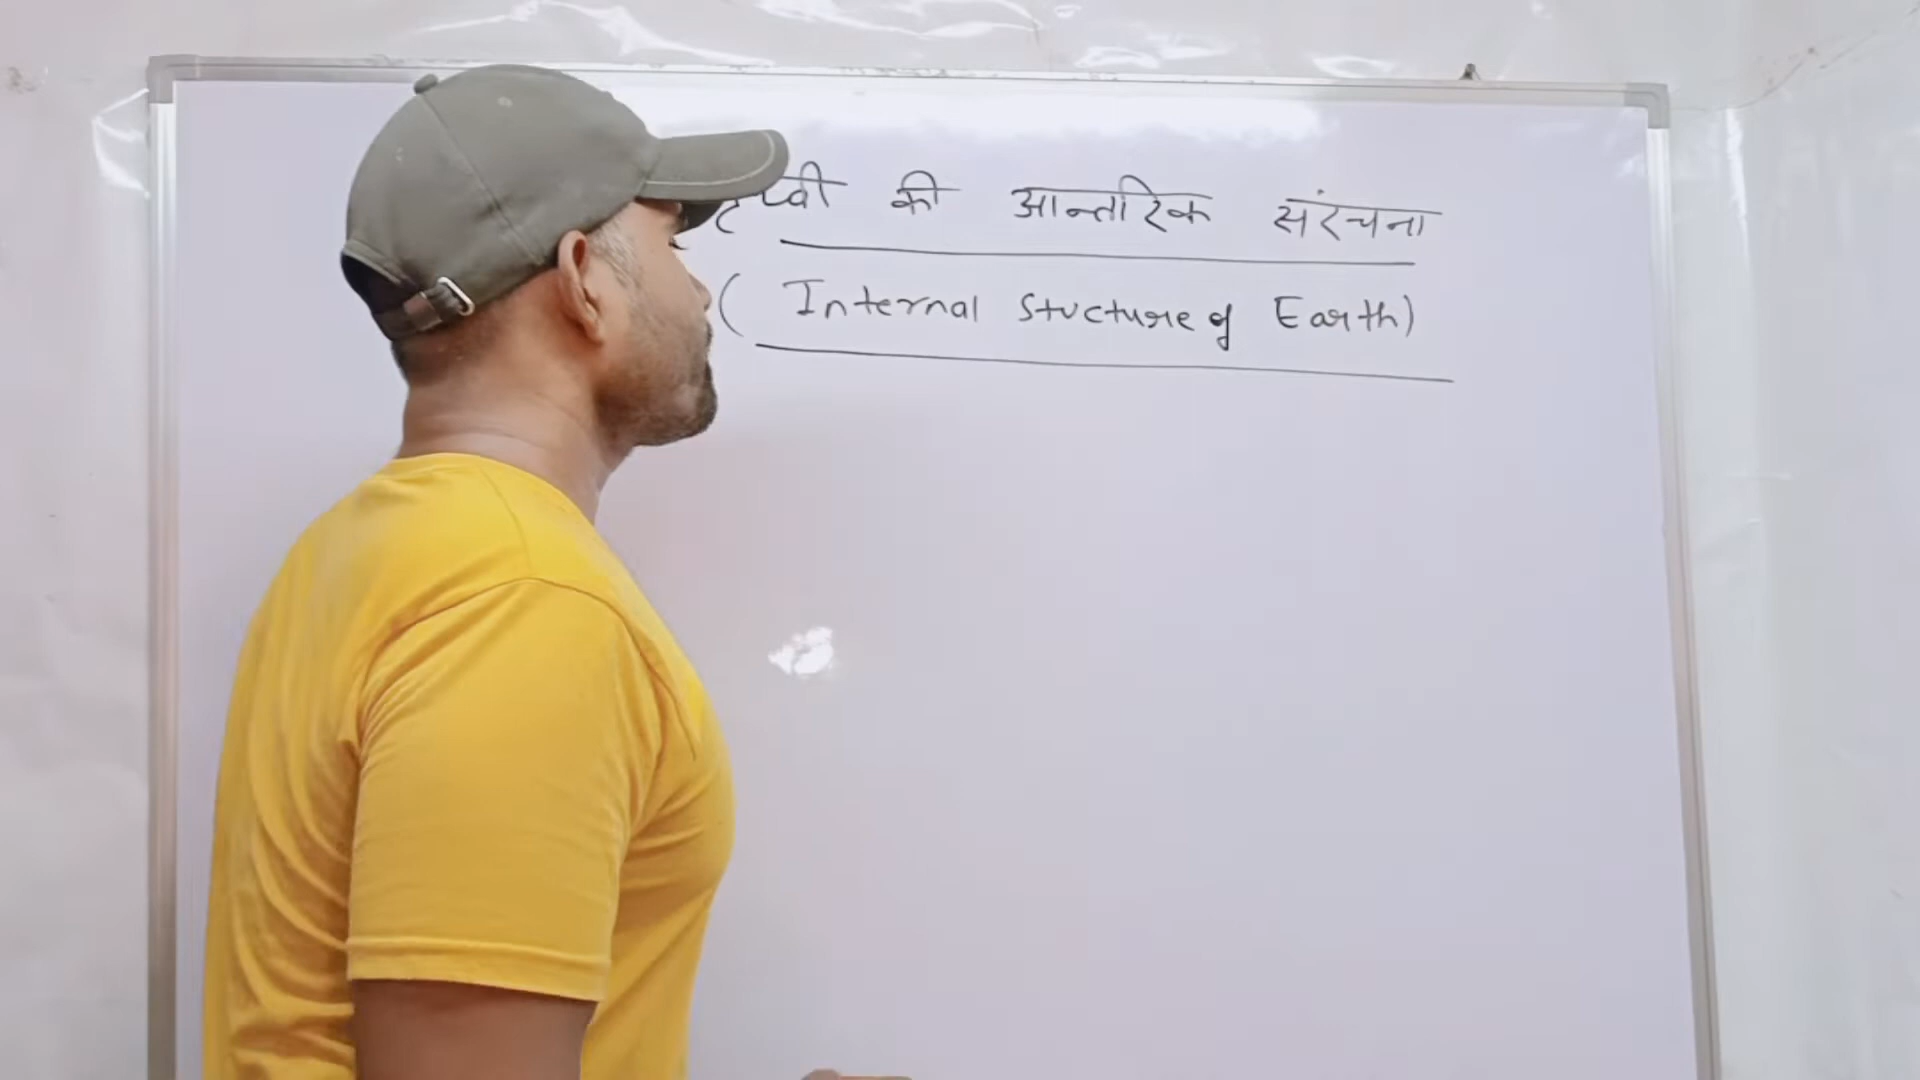 पृथ्वी की आन्तरिक संरचना
( Internal Stucture of Earth)